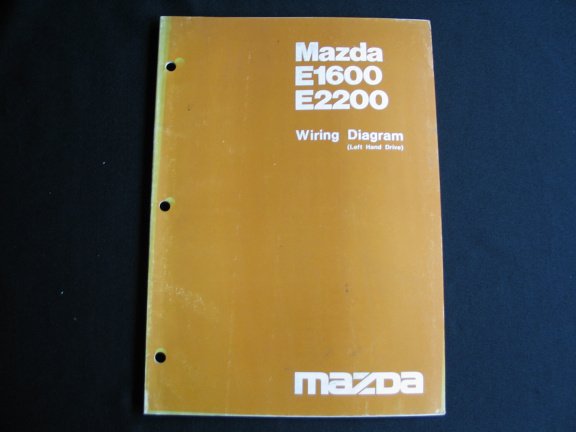 Mazda
E1600
E2200
Wiring Diagram
(Left Hand Drive)
mazda